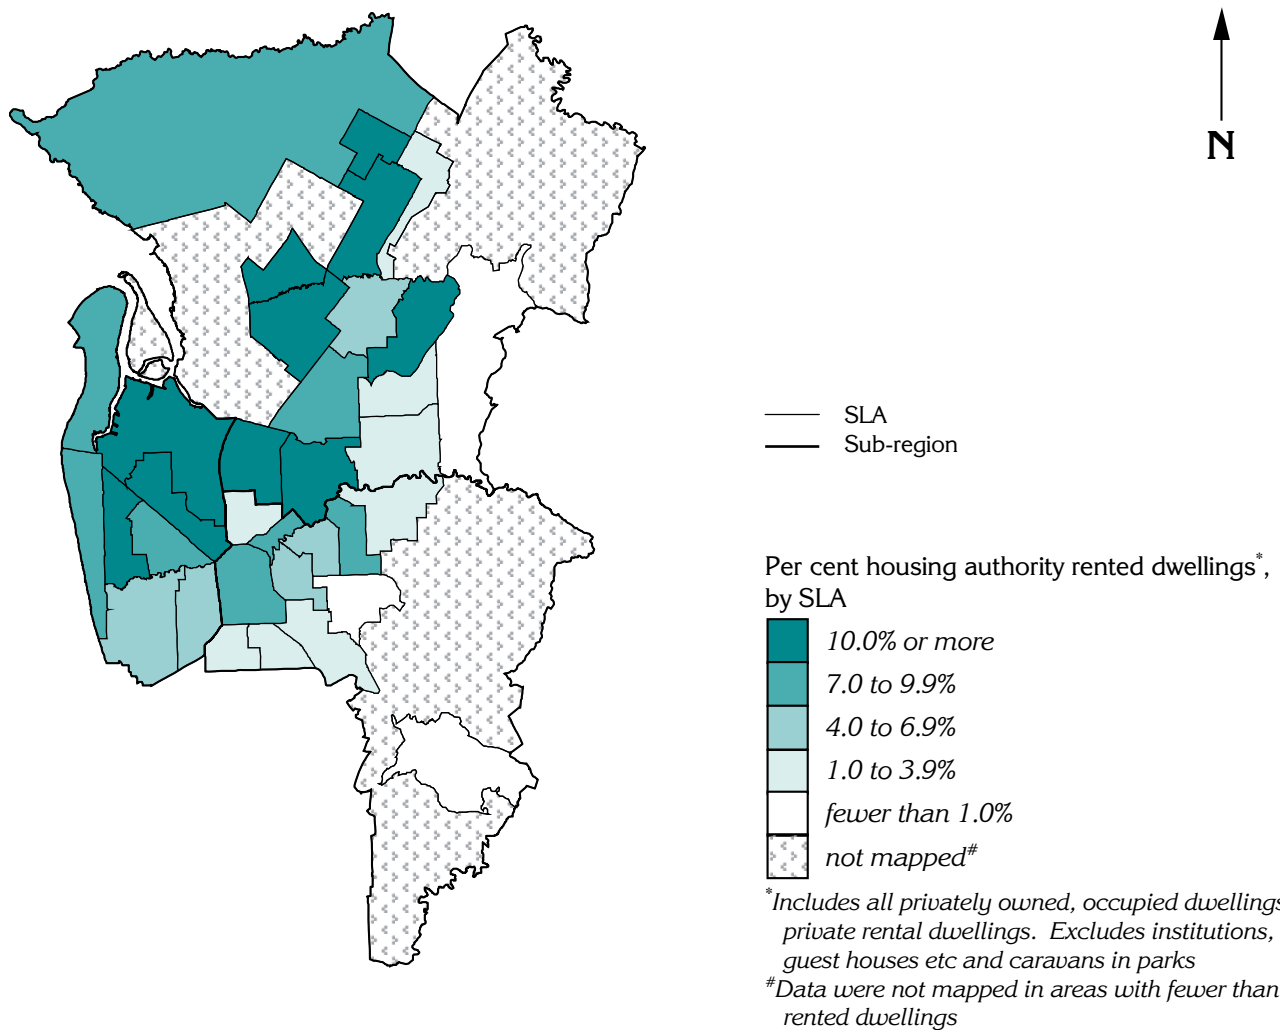 N
SLA
Sub-region
Per cent housing authority rented dwellings*,
by SLA
10.0% or more
7.0 to 9.9%
4.0 to 6.9%
1.0 to 3.9%
fewer than 1.0%
not mapped#
*Includes all privately owned, occupied dwellings
private rental dwellings. Excludes institutions,
guest houses etc and caravans in parks
#Data were not mapped in areas with fewer than
rented dwellings